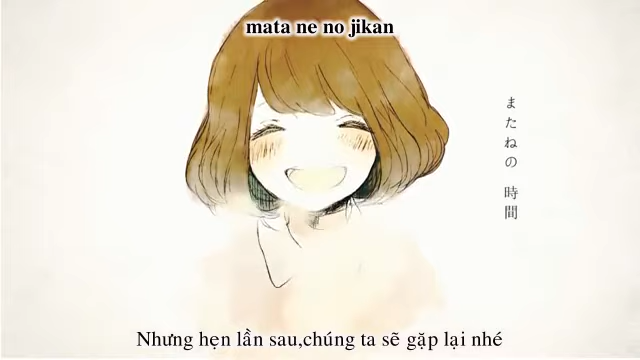 mata ne no jikan
またねの 時間
Nhưng hẹn lần sau,chúng ta sẽ gặp lại nhé